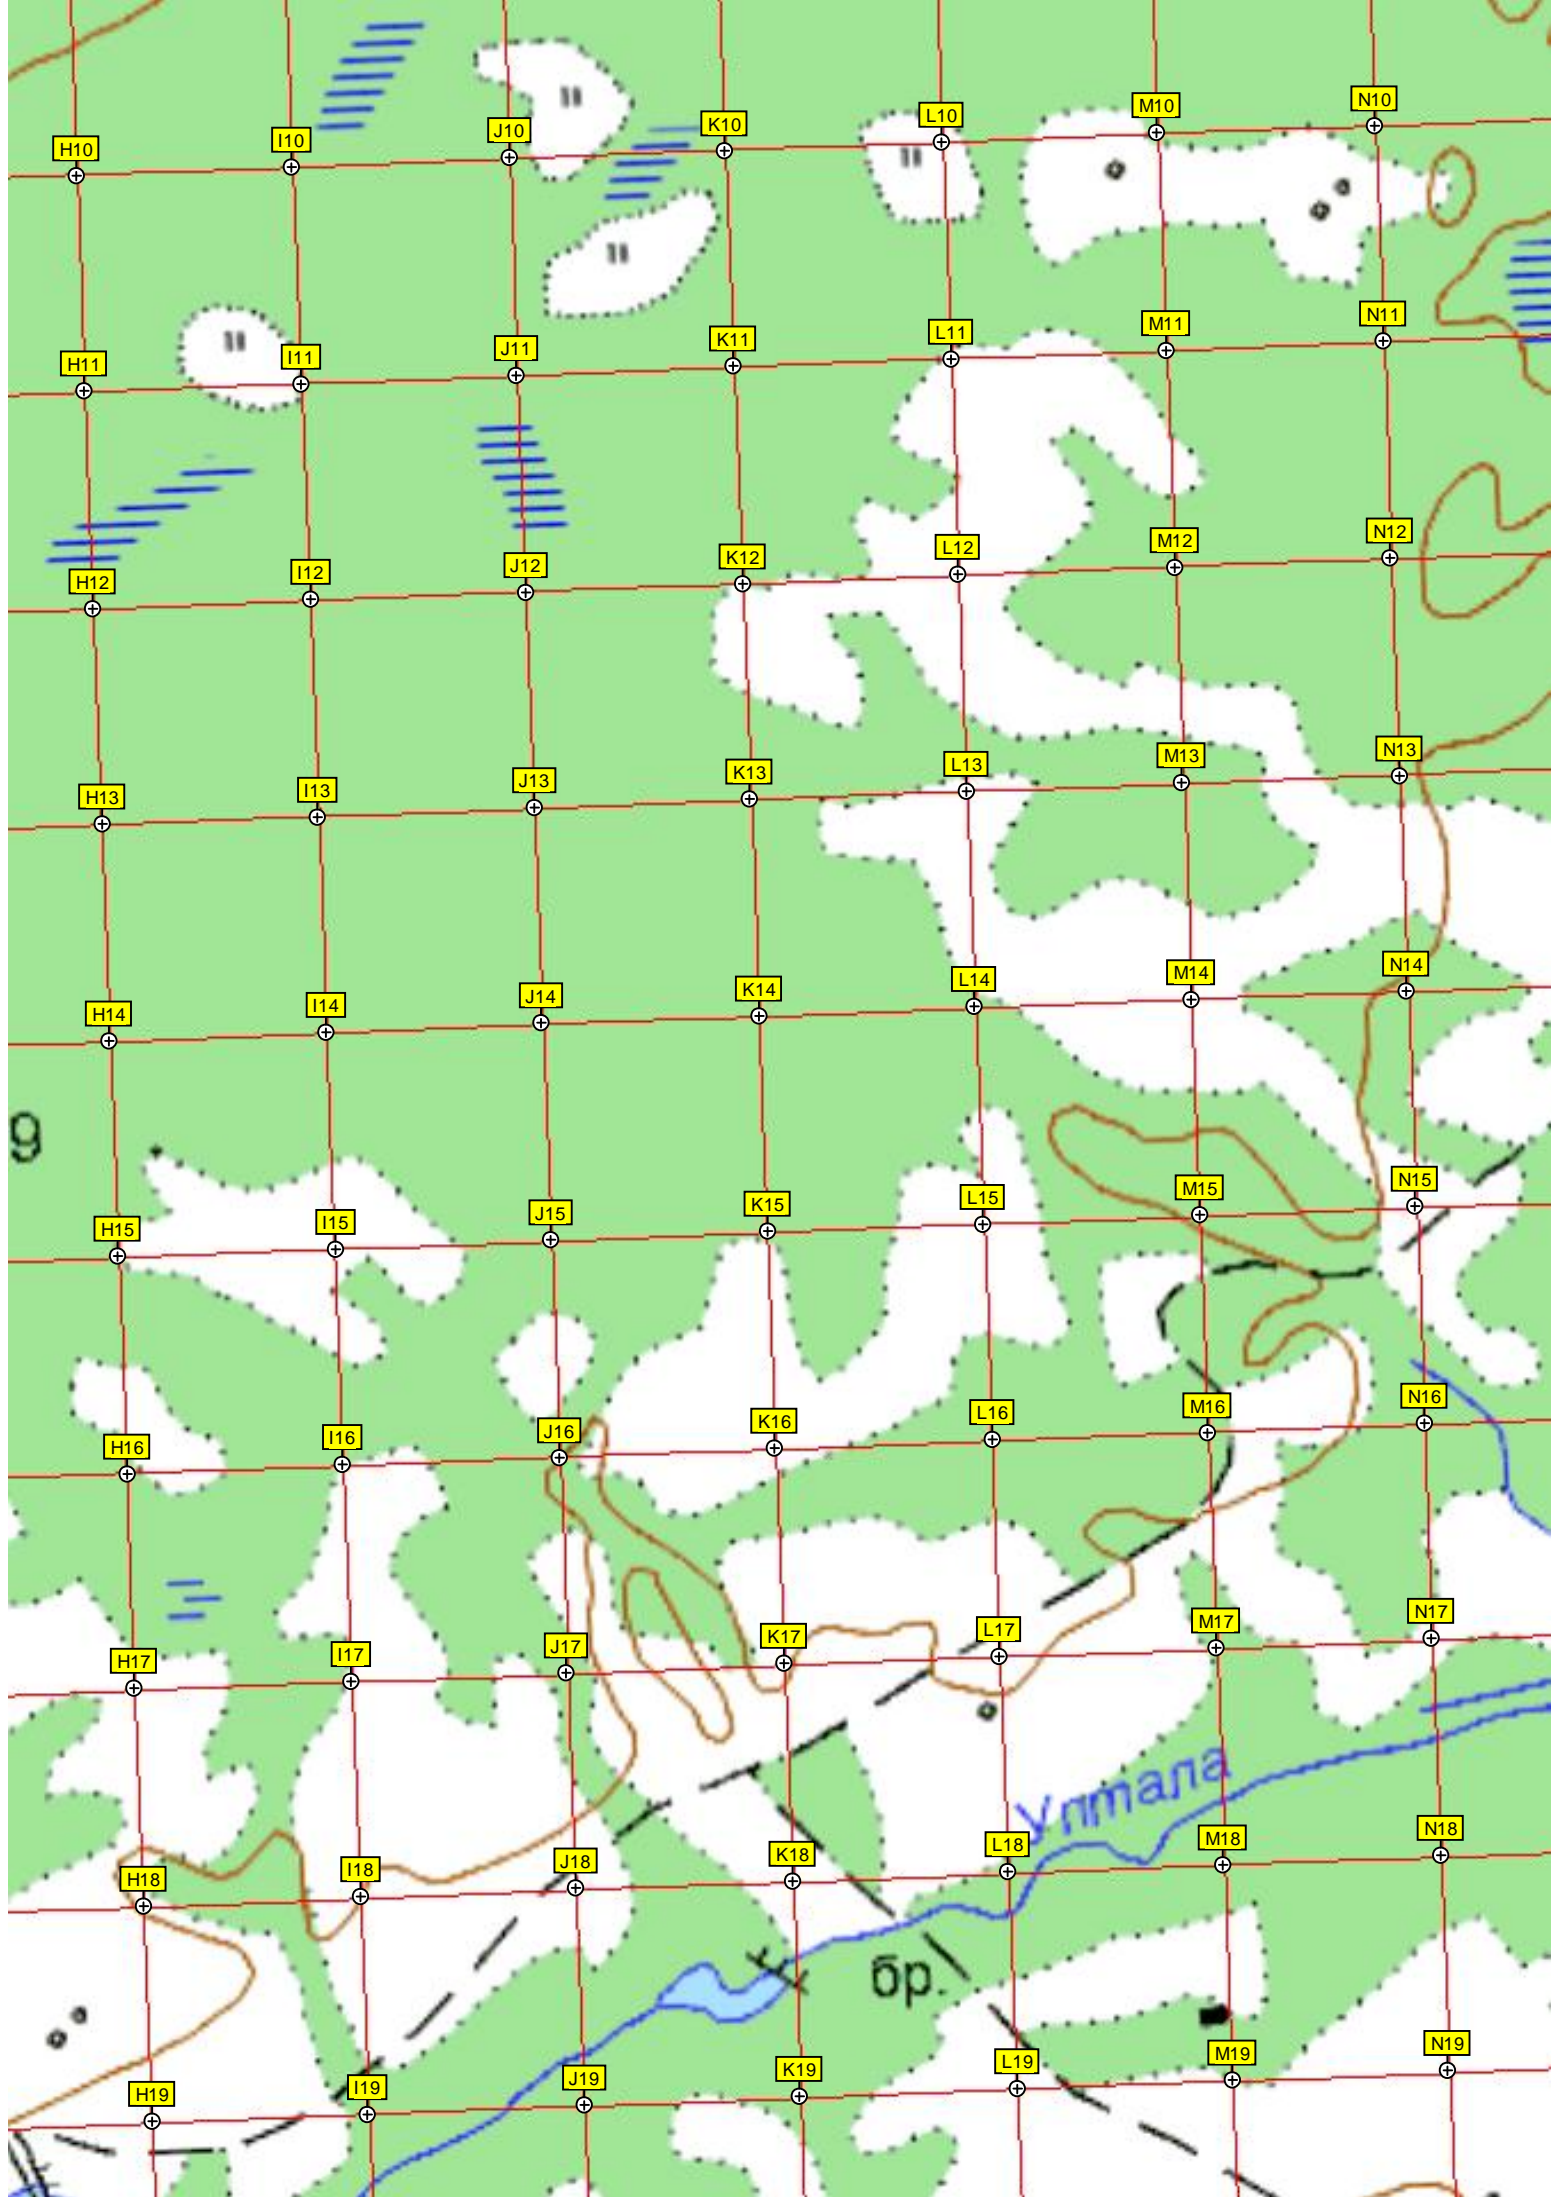 H10 I10 J10 K10 L10 M10 N10
H11 I11 J11 K11 L11 M11 N11
H12 I12 J12 K12 L12 M12 N12
H13 I13 J13 K13 L13 M13 N13
H14 I14 J14 K14 L14 M14 N14
9
H15 I15 J15 K15 L15 M15 N15
H16 I16 J16 K16 L16 M16 N16
H17 I17 J17 K17 L17 M17 N17
Уптала
H18 I18 J18 K18 L18 M18 N18
бр.
H19 I19 J19 K19 L19 M19 N19